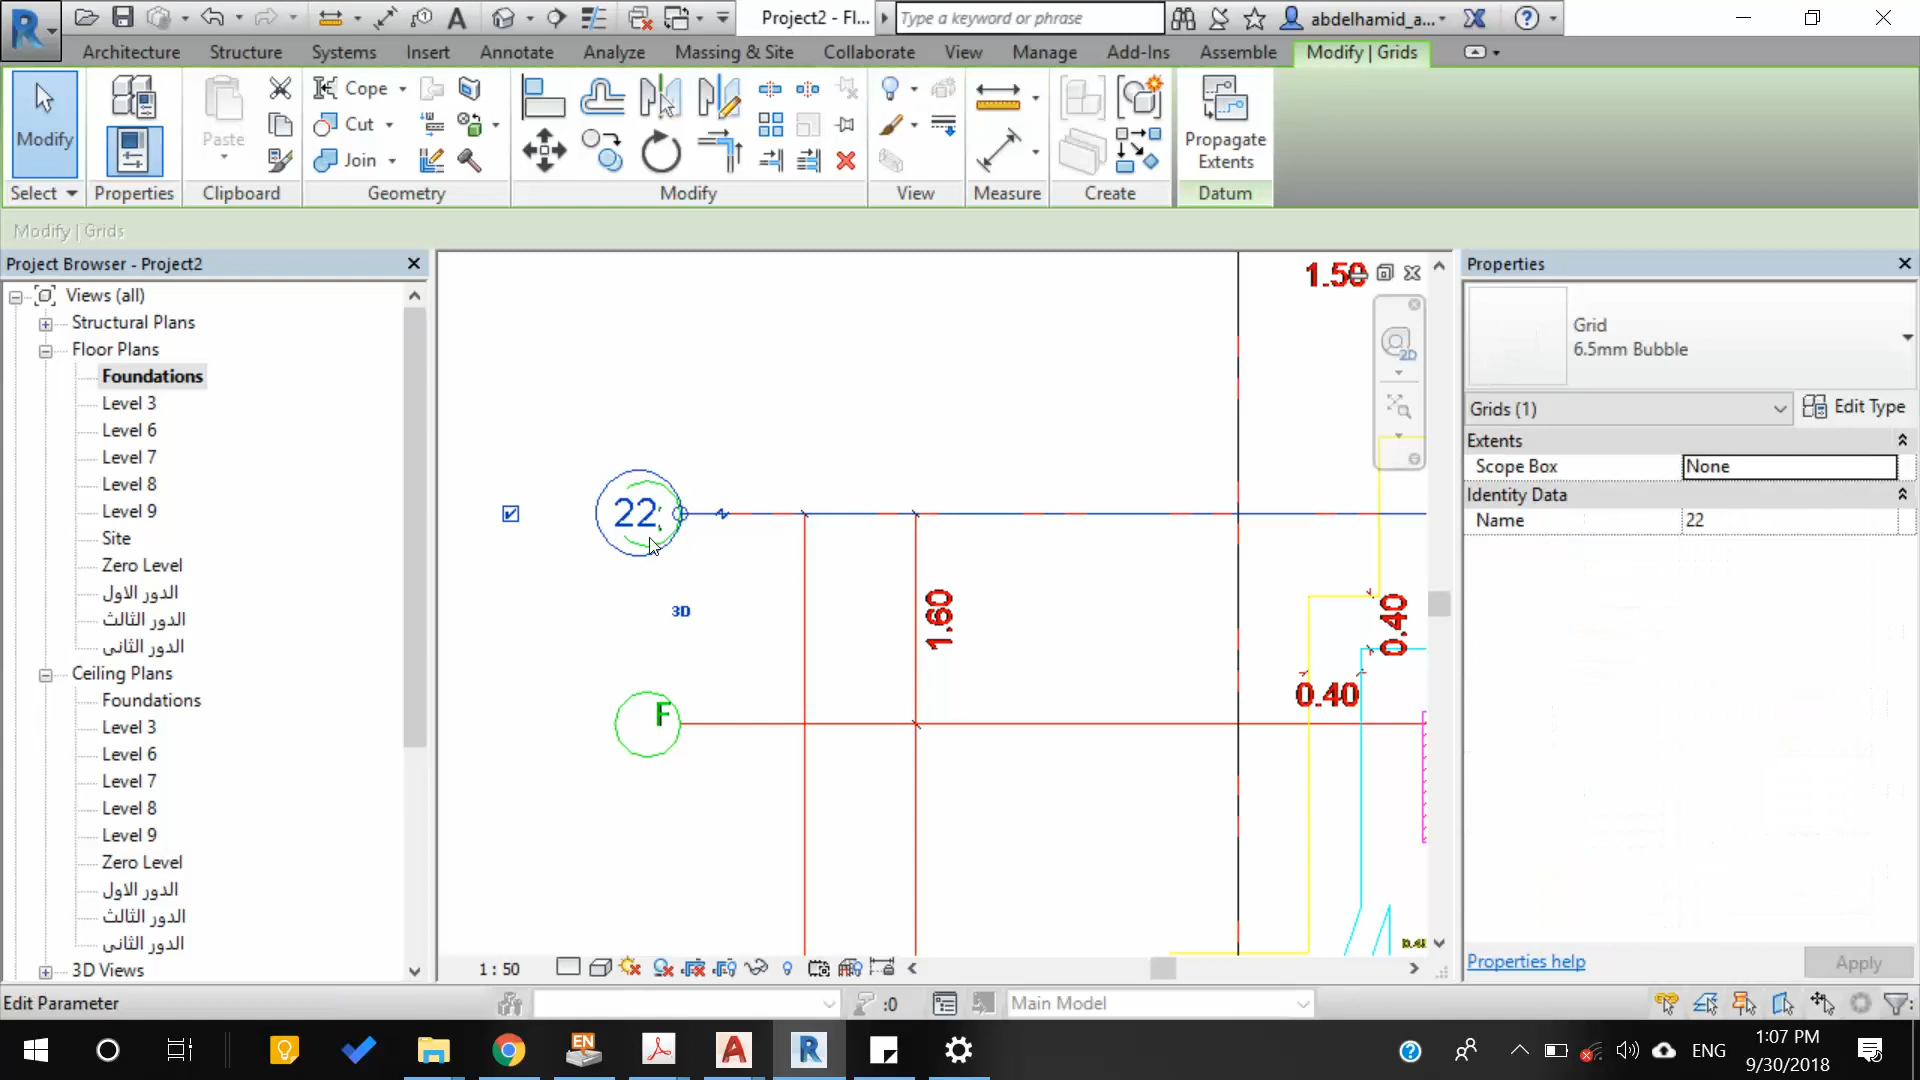 Project2 - Fl...
Type a keyword or phrase
abdelhamid_a...
Architecture Structure Systems Insert Annotate Analyze Massing & Site Collaborate View Manage Add-Ins Assemble Modify | Grids
Modify
Paste
Cope
Cut
Join
Propagate Extents
Select Properties Clipboard Geometry Modify View Measure Create Datum
Modify | Grids
Project Browser - Project2
Views (all)
Structural Plans
Floor Plans
Foundations
Level 3
Level 6
Level 7
Level 8
Level 9
Site
Zero Level
الدور الاول
الدور الثالث
الدور الثانى
Ceiling Plans
Foundations
Level 3
Level 6
Level 7
Level 8
Level 9
Zero Level
الدور الاول
الدور الثالث
الدور الثانى
3D Views
1.50
2D
22
3D
F
1.60
0.40
0.40
1 : 50
Properties
Grid
6.5mm Bubble
Grids (1)
Edit Type
Extents
Scope Box None
Identity Data
Name 22
Properties help
Apply
Edit Parameter
:0
Main Model
EN
ENG
1:07 PM
9/30/2018